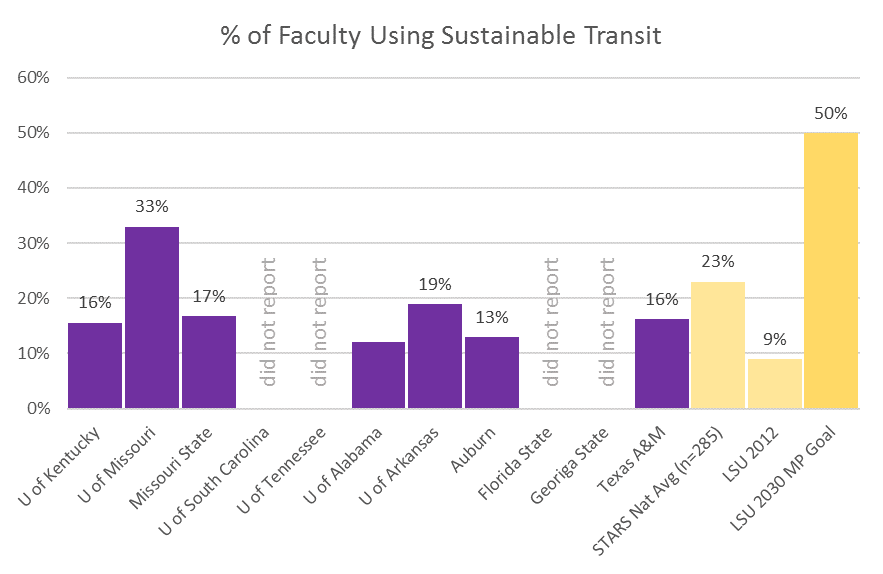 % of Faculty Using Sustainable Transit
60%
50%
40%
30%
20%
10%
0%
16%
33%
17%
did not report
did not report
19%
13%
did not report
did not report
16%
23%
9%
50%
U of Kentucky
U of Missouri
Missouri State
U of South Carolina
U of Tennessee
U of Alabama
U of Arkansas
Auburn
Florida State
Georiga State
Texas A&M
STARS Nat Avg (n=285)
LSU 2012
LSU 2030 MP Goal